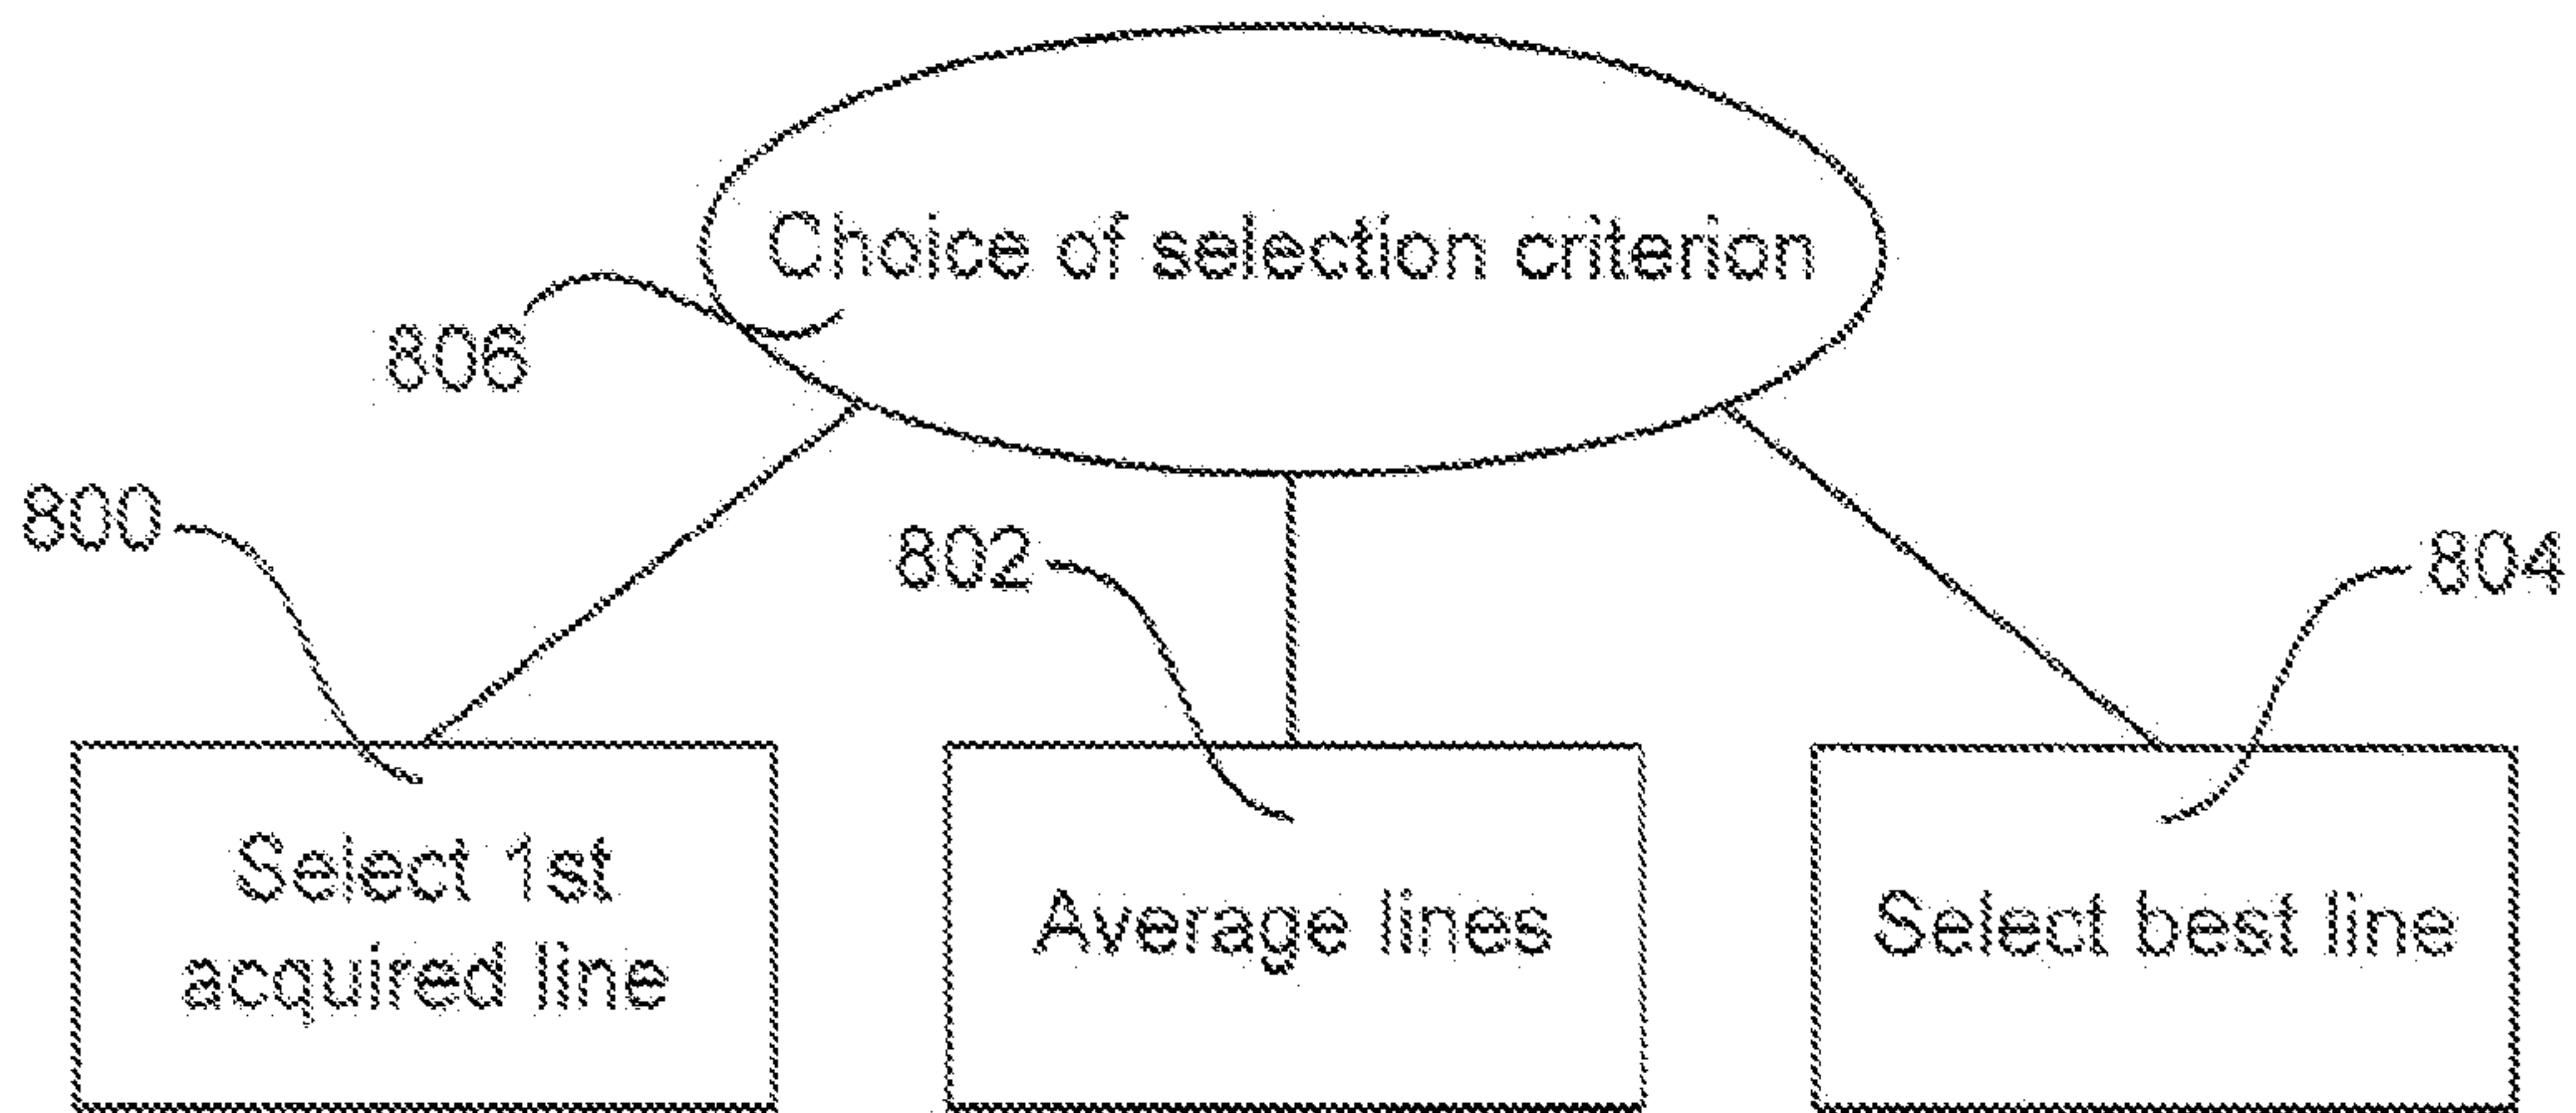 Choice of selection criterion
806
800
802
804
Select 1st
acquired line
Average lines
Select best line